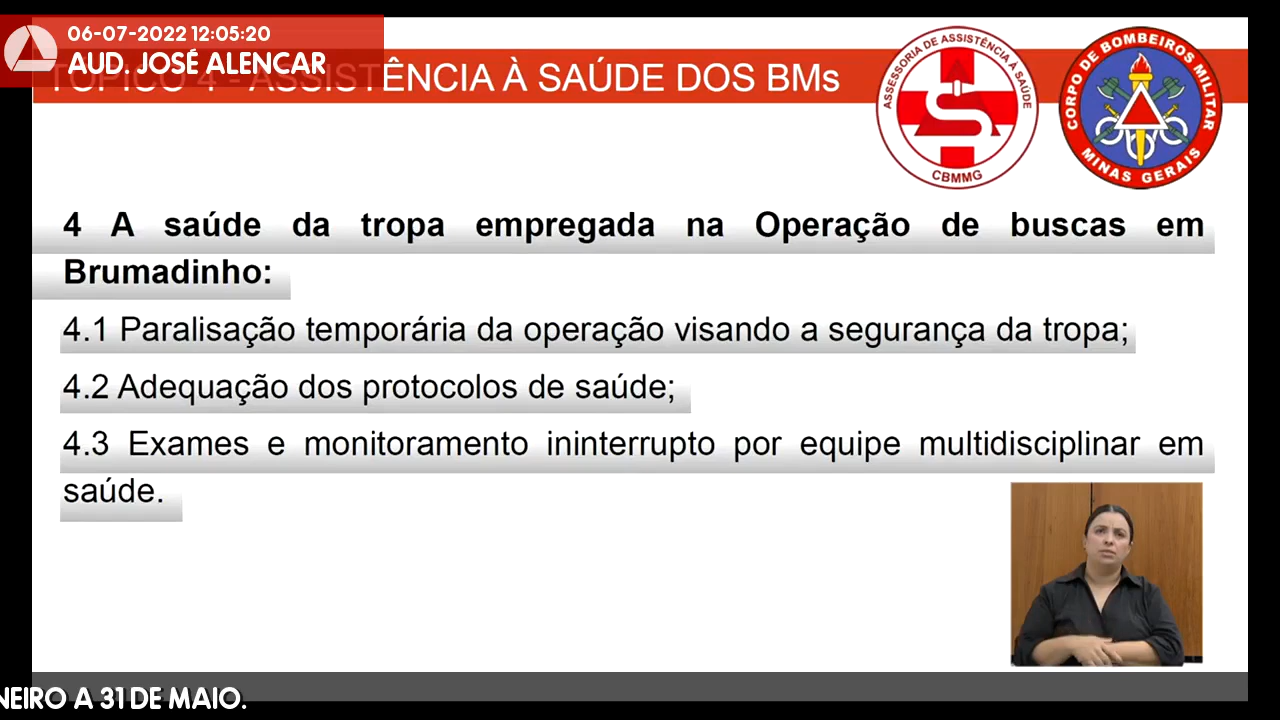 06-07-2022 12:05:20
AUD. JOSÉ ALENCAR
TÓPICO 4 - ASSISTÊNCIA À SAÚDE DOS BMs
ASSESSORIA DE ASSISTÊNCIA À SAÚDE
CBMMG
CORPO DE BOMBEIROS MILITAR
MINAS GERAIS
4 A saúde da tropa empregada na Operação de buscas em
Brumadinho:
4.1 Paralisação temporária da operação visando a segurança da tropa;
4.2 Adequação dos protocolos de saúde;
4.3 Exames e monitoramento ininterrupto por equipe multidisciplinar em
saúde.
NEIRO A 31 DE MAIO.